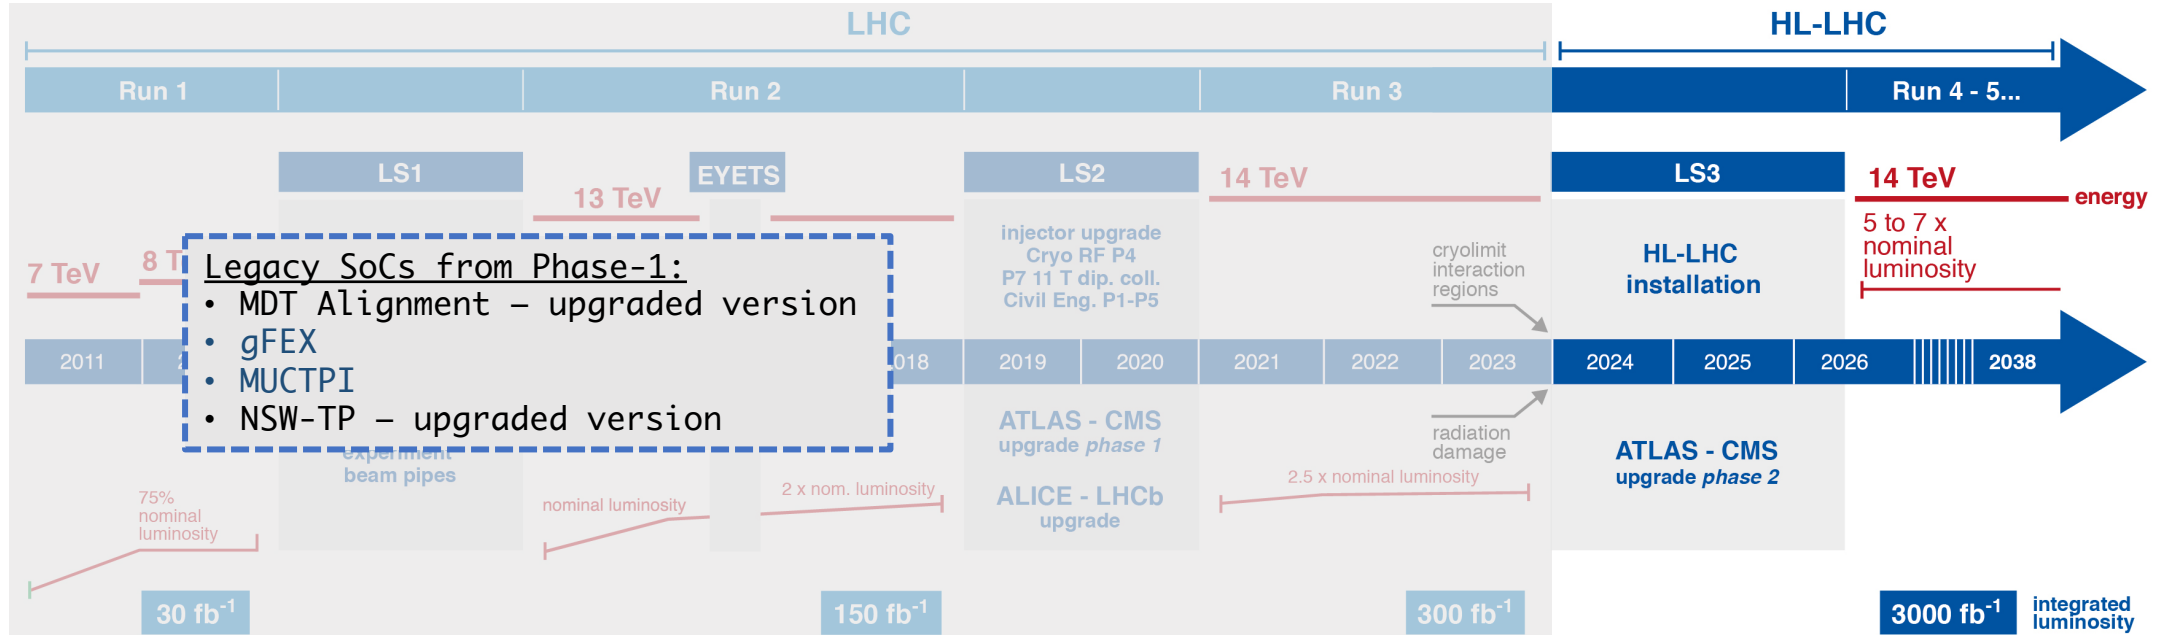 LHC
HL-LHC
Run 1
Run 2
Run 3
Run 4 - 5...
LS1
EYETS
LS2
LS3
13 TeV
14 TeV
14 TeV
energy
7 TeV
8 T
injector upgrade
Cryo RF P4
P7 11 T dip. coll.
Civil Eng. P1-P5
cryolimit
interaction
regions
HL-LHC
installation
5 to 7 x
nominal
luminosity
Legacy SoCs from Phase-1:
• MDT Alignment – upgraded version
• gFEX
• MUCTPI
• NSW-TP – upgraded version
2011
2
018
2019
2020
2021
2022
2023
2024
2025
2026
2038
experiment
beam pipes
ATLAS - CMS
upgrade phase 1
ALICE - LHCb
upgrade
radiation
damage
ATLAS - CMS
upgrade phase 2
75%
nominal
luminosity
nominal luminosity
2 x nom. luminosity
2.5 x nominal luminosity
30 fb⁻¹
150 fb⁻¹
300 fb⁻¹
3000 fb⁻¹
integrated
luminosity